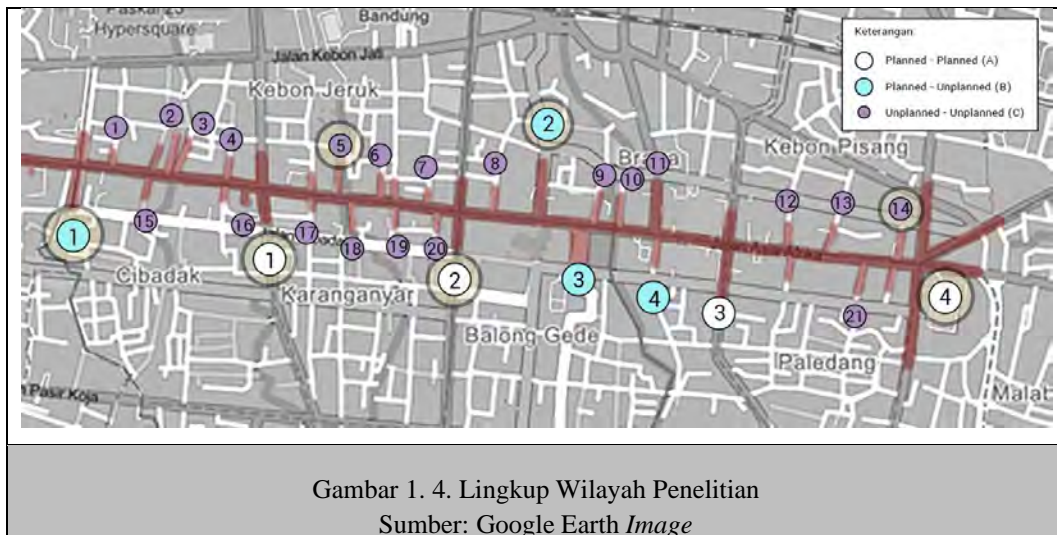 Paskal 23
Hypersquare
Bandung
Jalan Kebon Jati
Kebon Jeruk
Keterangan:
Planned - Planned (A)
Planned - Unplanned (B)
Unplanned - Unplanned (C)
Kebon Pisang
1
2
3
4
5
6
7
8
2
9
10
11
12
13
14
15
1
16
1
17
18
19
20
2
3
4
3
21
4
Cibadak
Karanganyar
Balong Gede
Paledang
Pasir Koja
Malab
Gambar 1. 4. Lingkup Wilayah Penelitian
Sumber: Google Earth Image